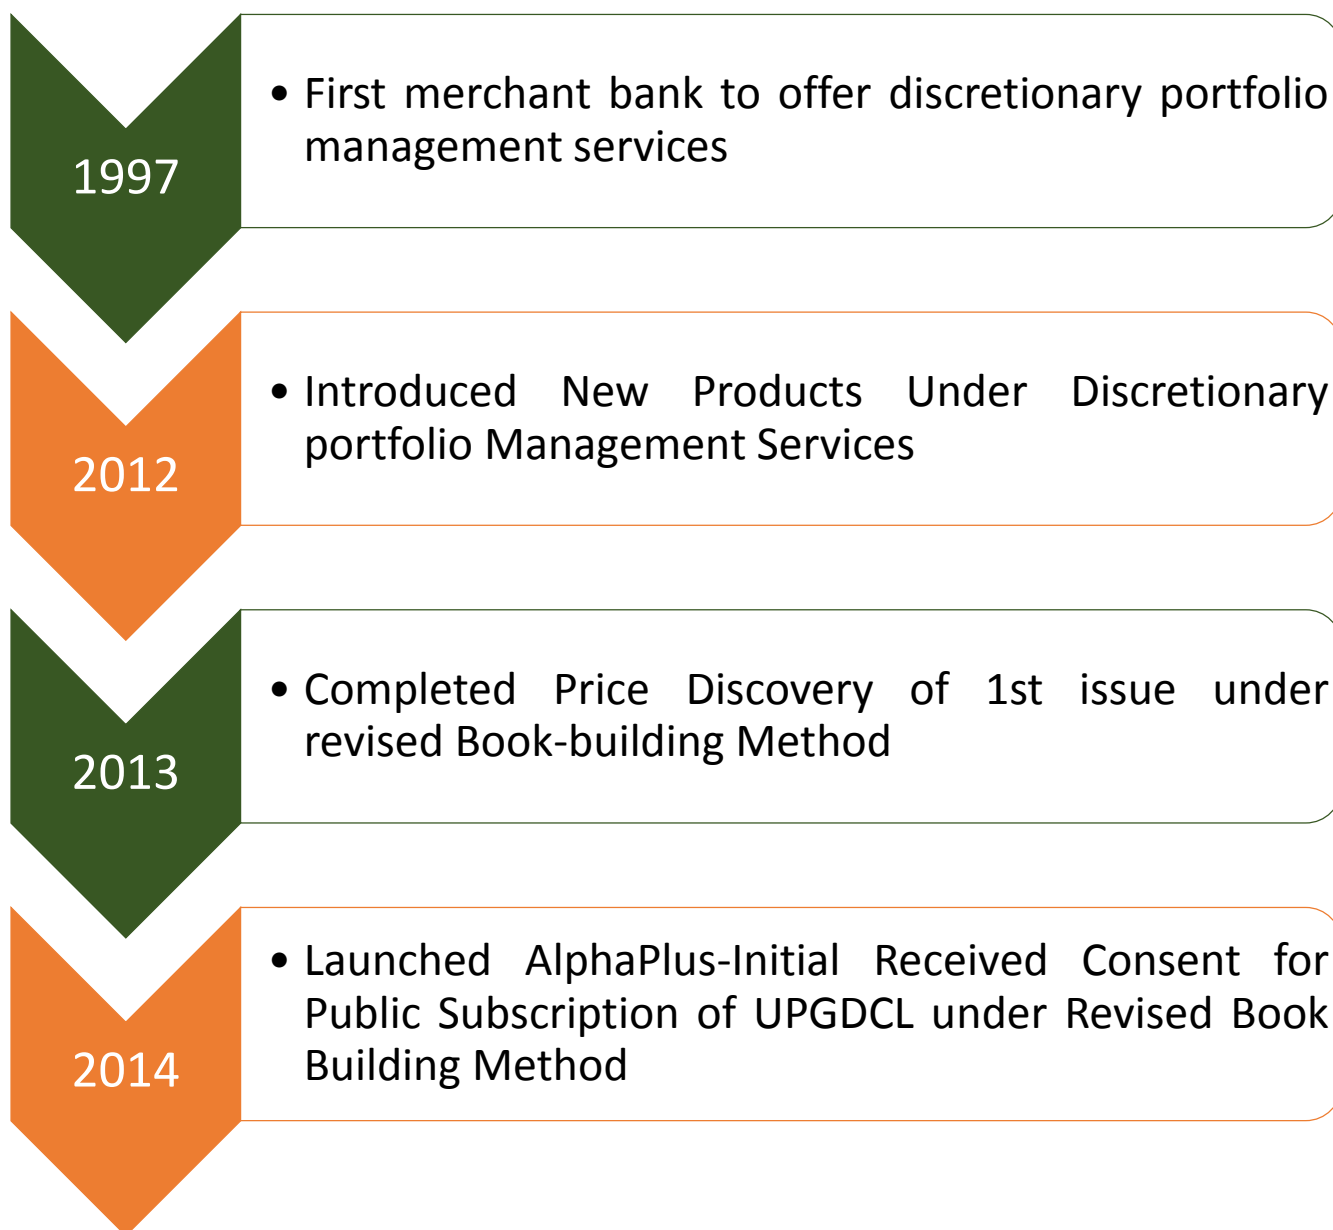 1997
• First merchant bank to offer discretionary portfolio
management services
2012
• Introduced New Products Under Discretionary
portfolio Management Services
2013
• Completed Price Discovery of 1st issue under
revised Book-building Method
2014
• Launched AlphaPlus-Initial Received Consent for
Public Subscription of UPGDCL under Revised Book
Building Method